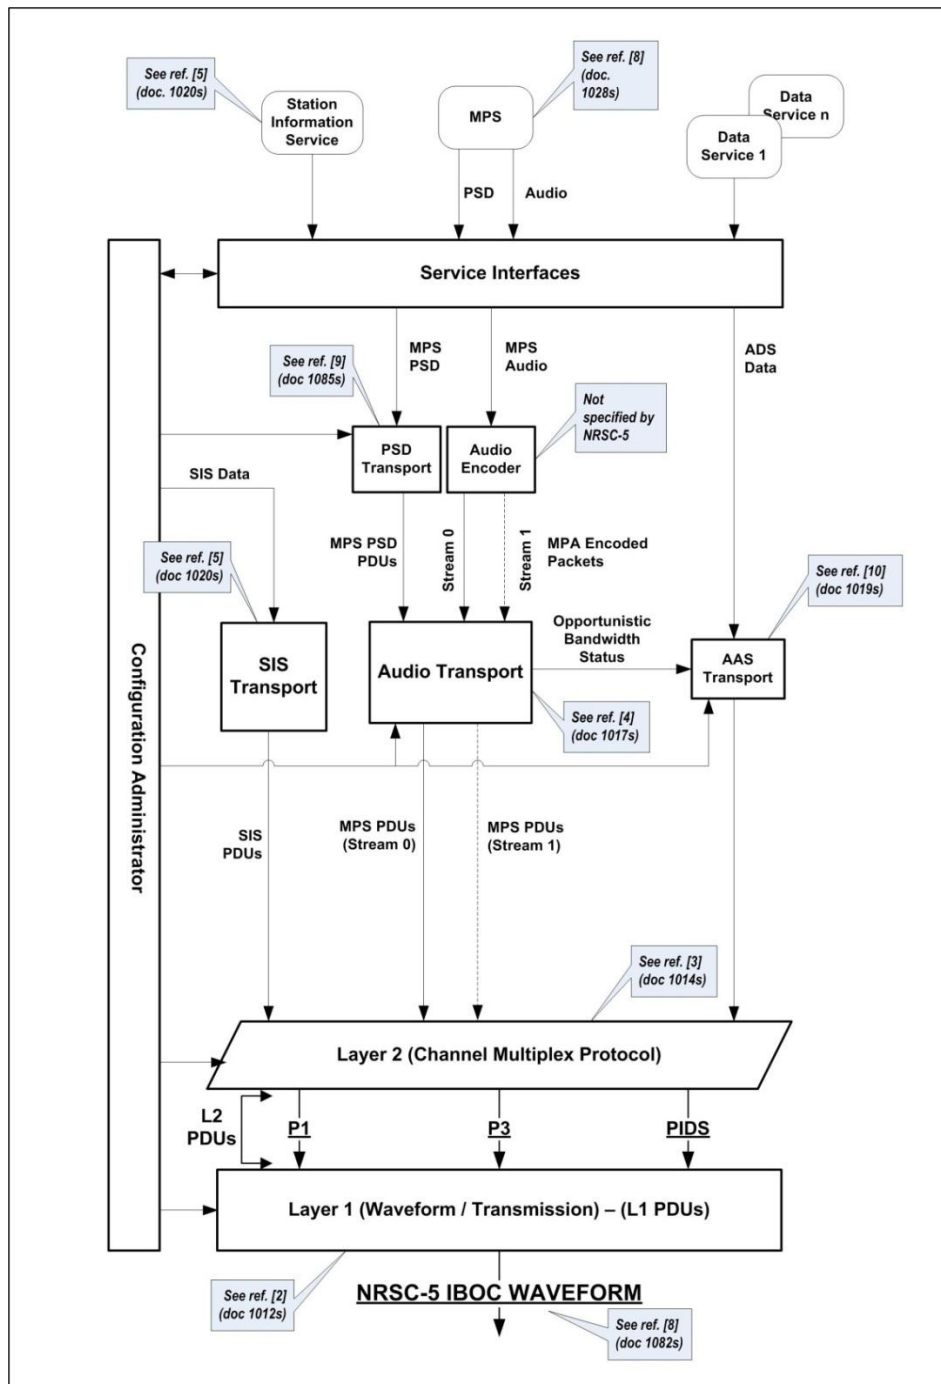 See ref. [5]
(doc. 1020s)
Station
Information
Service
MPS
See ref. [8]
(doc.
1028s)
Data
Service n
Data
Service 1
PSD
Audio
Service Interfaces
See ref. [9]
(doc 1085s)
MPS
PSD
MPS
Audio
ADS
Data
Not
specified by
NRSC-5
PSD
Transport
Audio
Encoder
SIS Data
MPS PSD
PDUs
Stream 0
Stream 1
MPA Encoded
Packets
See ref. [5]
(doc 1020s)
See ref. [10]
(doc 1019s)
Configuration Administrator
SIS
Transport
Audio Transport
Opportunistic
Bandwidth
Status
AAS
Transport
See ref. [4]
(doc 1017s)
SIS
PDUs
MPS PDUs
(Stream 0)
MPS PDUs
(Stream 1)
See ref. [3]
(doc 1014s)
Layer 2 (Channel Multiplex Protocol)
L2
PDUs
P1
P3
PIDS
Layer 1 (Waveform / Transmission) – (L1 PDUs)
See ref. [2]
(doc 1012s)
NRSC-5 IBOC WAVEFORM
See ref. [8]
(doc 1082s)